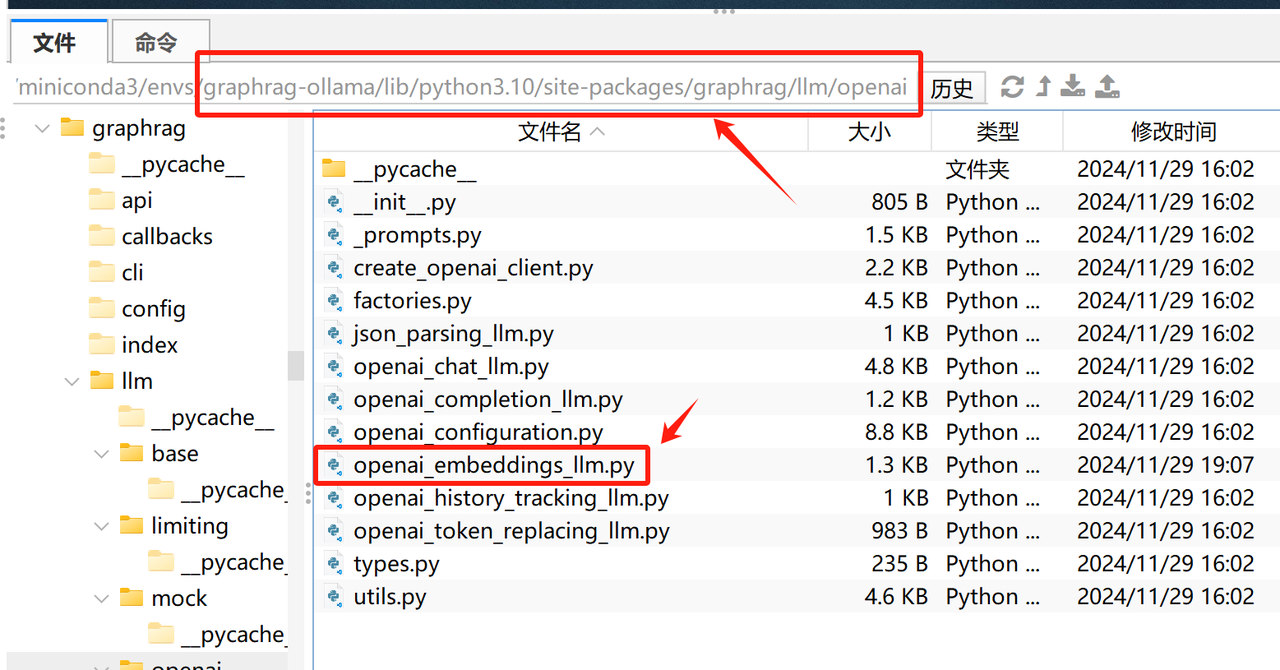 文件 命令
/miniconda3/envs/graphrag-ollama/lib/python3.10/site-packages/graphrag/llm/openai 历史
graphrag
__pycache__
api
callbacks
cli
config
index
llm
__pycache__
base
__pycache_
limiting
__pycache_
mock
__pycache_
openai
文件名 大小 类型 修改时间
__pycache__ 文件夹 2024/11/29 16:02
__init__.py 805 B Python ... 2024/11/29 16:02
_prompts.py 1.5 KB Python ... 2024/11/29 16:02
create_openai_client.py 2.2 KB Python ... 2024/11/29 16:02
factories.py 4.5 KB Python ... 2024/11/29 16:02
json_parsing_llm.py 1 KB Python ... 2024/11/29 16:02
openai_chat_llm.py 4.8 KB Python ... 2024/11/29 16:02
openai_completion_llm.py 1.2 KB Python ... 2024/11/29 16:02
openai_configuration.py 8.8 KB Python ... 2024/11/29 16:02
openai_embeddings_llm.py 1.3 KB Python ... 2024/11/29 19:07
openai_history_tracking_llm.py 1 KB Python ... 2024/11/29 16:02
openai_token_replacing_llm.py 983 B Python ... 2024/11/29 16:02
types.py 235 B Python ... 2024/11/29 16:02
utils.py 4.6 KB Python ... 2024/11/29 16:02